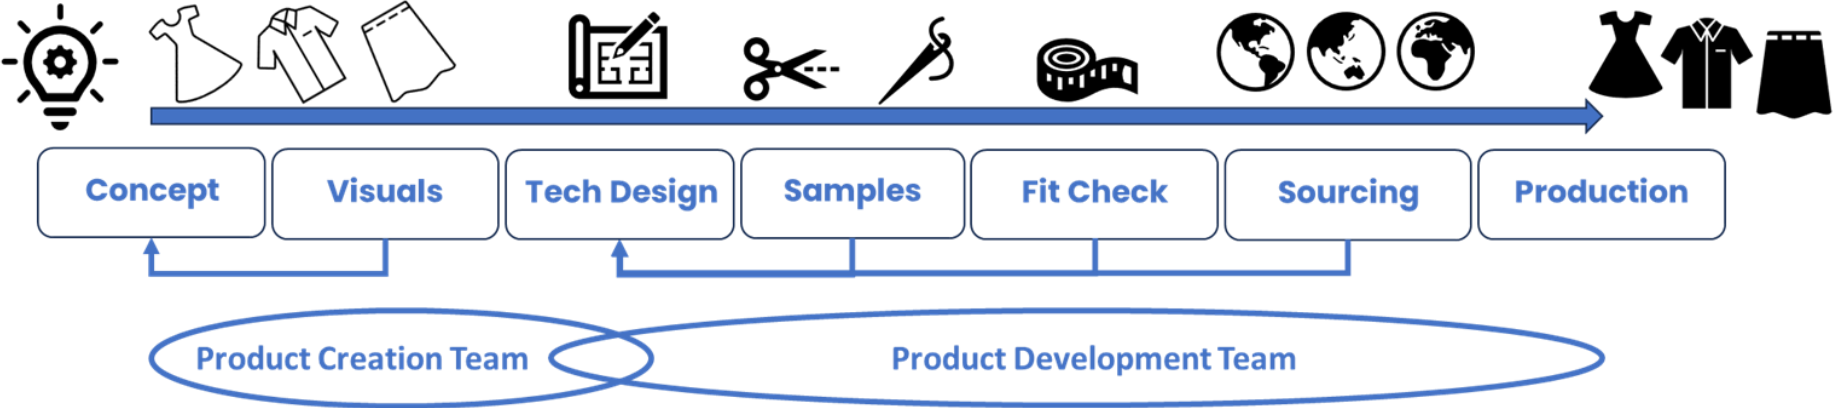 Concept
Visuals
Tech Design
Samples
Fit Check
Sourcing
Production
Product Creation Team
Product Development Team